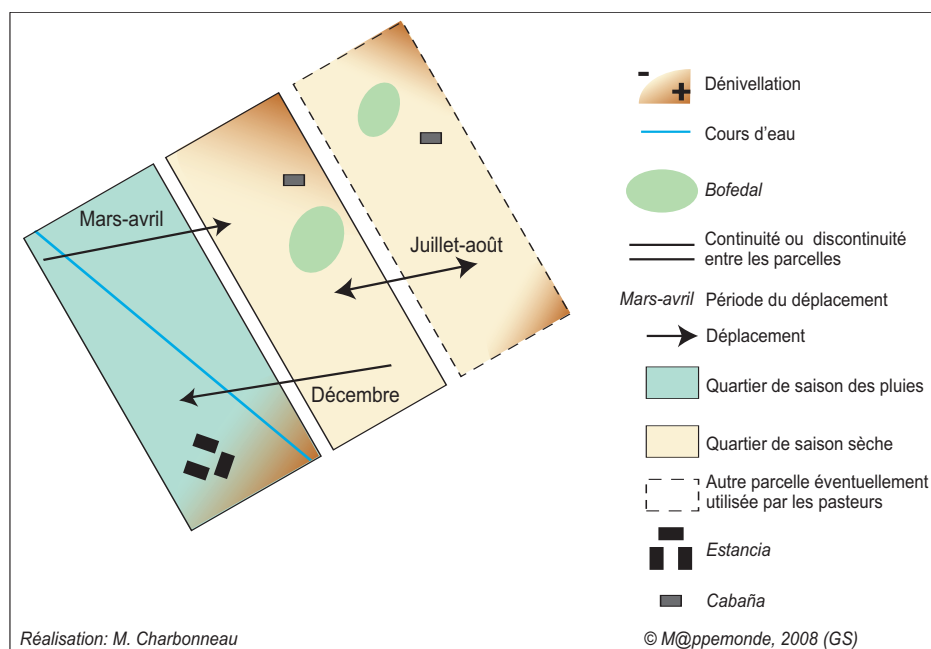 Mars-avril
Juillet-août
Décembre
-
+
Dénivellation
Cours d'eau
Bofedal
Continuité ou discontinuité
entre les parcelles
Mars-avril Période du déplacement
Déplacement
Quartier de saison des pluies
Quartier de saison sèche
Autre parcelle éventuellement
utilisée par les pasteurs
Estancia
Cabaña
Réalisation: M. Charbonneau
© M@ppemonde, 2008 (GS)